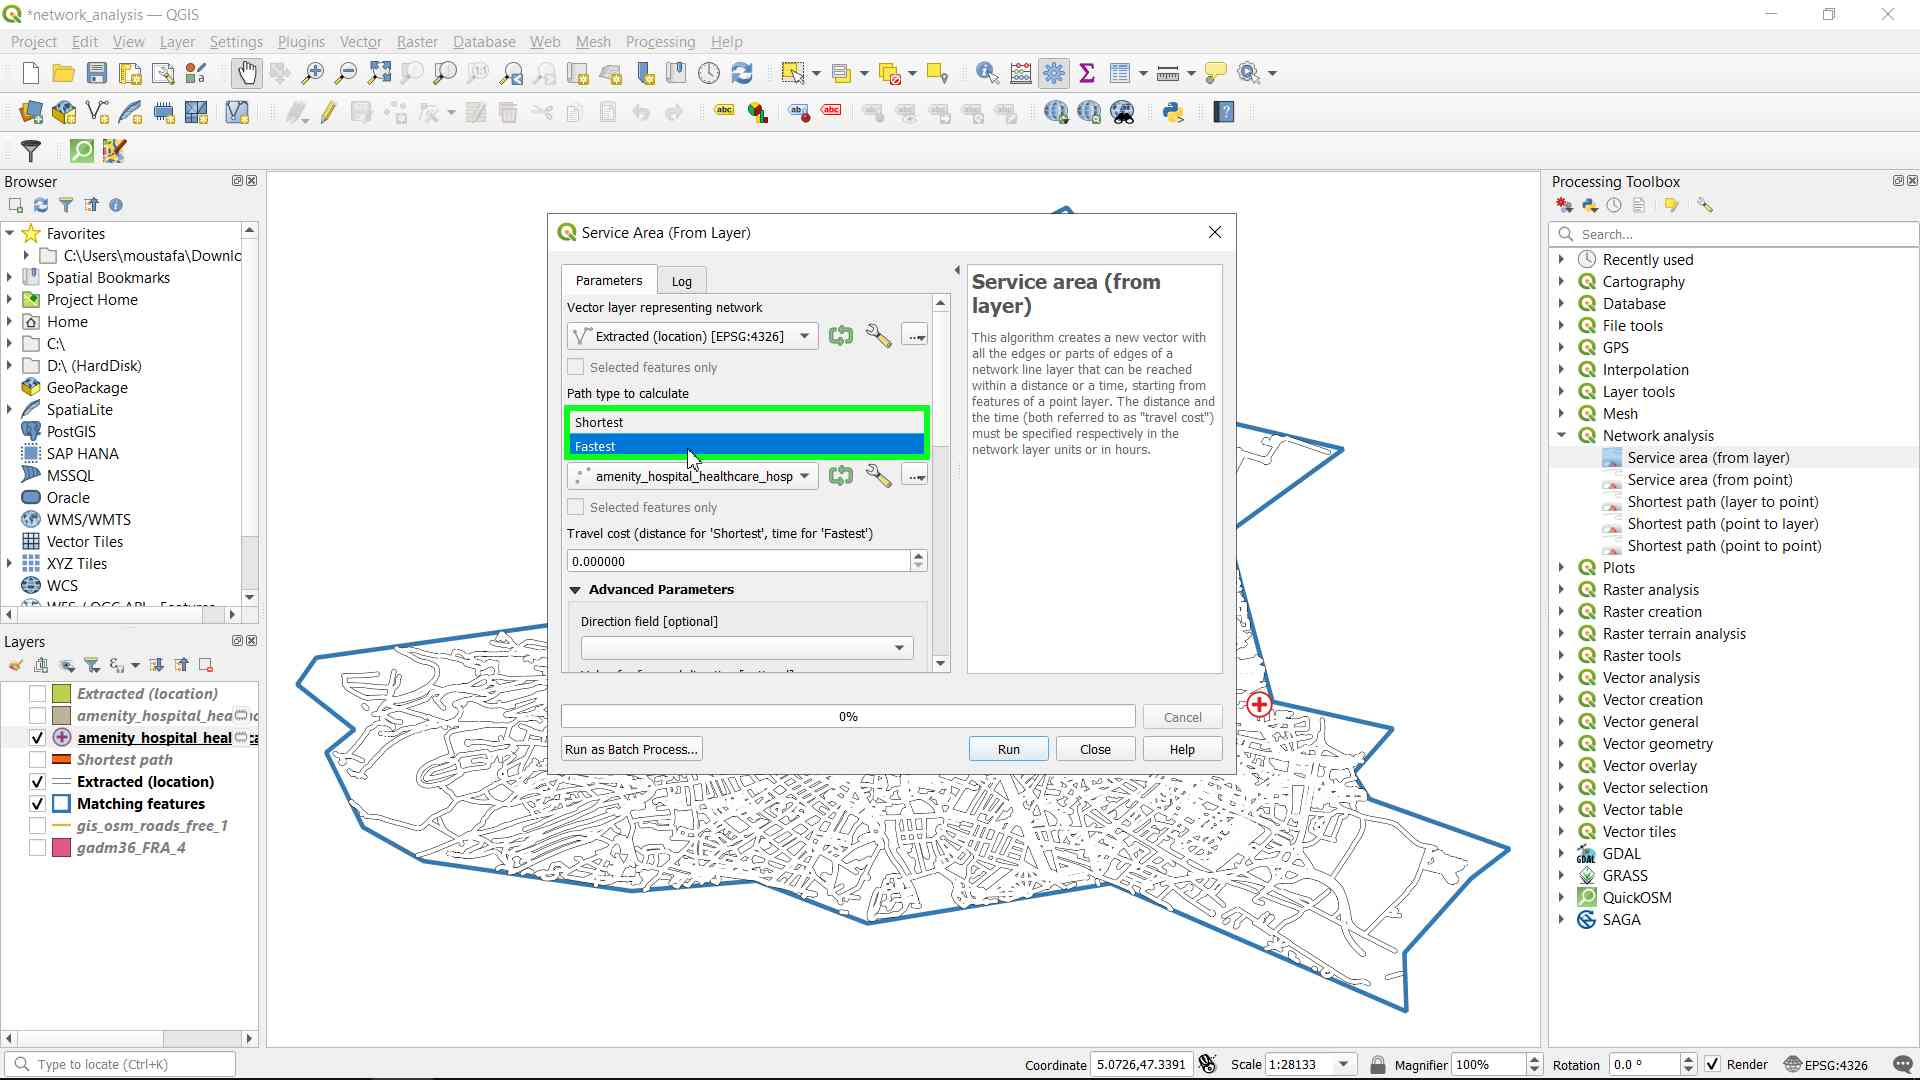 *network_analysis — QGIS
Project Edit View Layer Settings Plugins Vector Raster Database Web Mesh Processing Help
Browser
Favorites
C:\Users\moustafa\Downlc
Spatial Bookmarks
Project Home
Home
C:\
D:\ (HardDisk)
GeoPackage
SpatiaLite
PostGIS
SAP HANA
MSSQL
Oracle
WMS/WMTS
Vector Tiles
XYZ Tiles
WCS
Layers
Extracted (location)
amenity_hospital_hea
amenity_hospital_heal
Shortest path
Extracted (location)
Matching features
gis_osm_roads_free_1
gadm36_FRA_4
Type to locate (Ctrl+K)
Service Area (From Layer)
Parameters Log
Vector layer representing network
Extracted (location) [EPSG:4326]
Selected features only
Path type to calculate
Shortest
Fastest
amenity_hospital_healthcare_hosp
Selected features only
Travel cost (distance for 'Shortest', time for 'Fastest')
0.000000
Advanced Parameters
Direction field [optional]
Service area (from
layer)
This algorithm creates a new vector with
all the edges or parts of edges of a
network line layer that can be reached
within a distance or a time, starting from
features of a point layer. The distance and
the time (both referred to as "travel cost")
must be specified respectively in the
network layer units or in hours.
0%
Cancel
Run as Batch Process...
Run
Close
Help
Processing Toolbox
Search...
Recently used
Cartography
Database
File tools
GPS
Interpolation
Layer tools
Mesh
Network analysis
Service area (from layer)
Service area (from point)
Shortest path (layer to point)
Shortest path (point to layer)
Shortest path (point to point)
Plots
Raster analysis
Raster creation
Raster terrain analysis
Raster tools
Vector analysis
Vector creation
Vector general
Vector geometry
Vector overlay
Vector selection
Vector table
Vector tiles
GDAL
GRASS
QuickOSM
SAGA
Coordinate 5.0726,47.3391 Scale 1:28133 Magnifier 100% Rotation 0.0 ° Render EPSG:4326